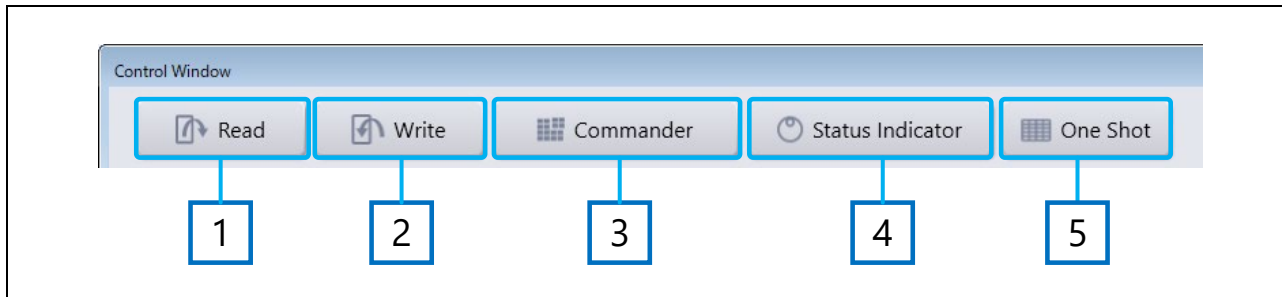 Control Window
Read Write Commander Status Indicator One Shot
1 2 3 4 5